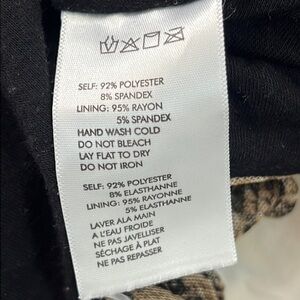 SELF: 92% POLYESTER
8% SPANDEX
LINING: 95% RAYON
5% SPANDEX
HAND WASH COLD
DO NOT BLEACH
LAY FLAT TO DRY
DO NOT IRON
SELF: 92% POLYESTER
8% ELASTHANNE
LINING: 95% RAYONNE
5% ELASTHANNE
LAVER ALA MAIN
A L'EAU FROIDE
NE PAS JAVELLISER
SÉCHAGE À PLAT
NE PAS REPASSER